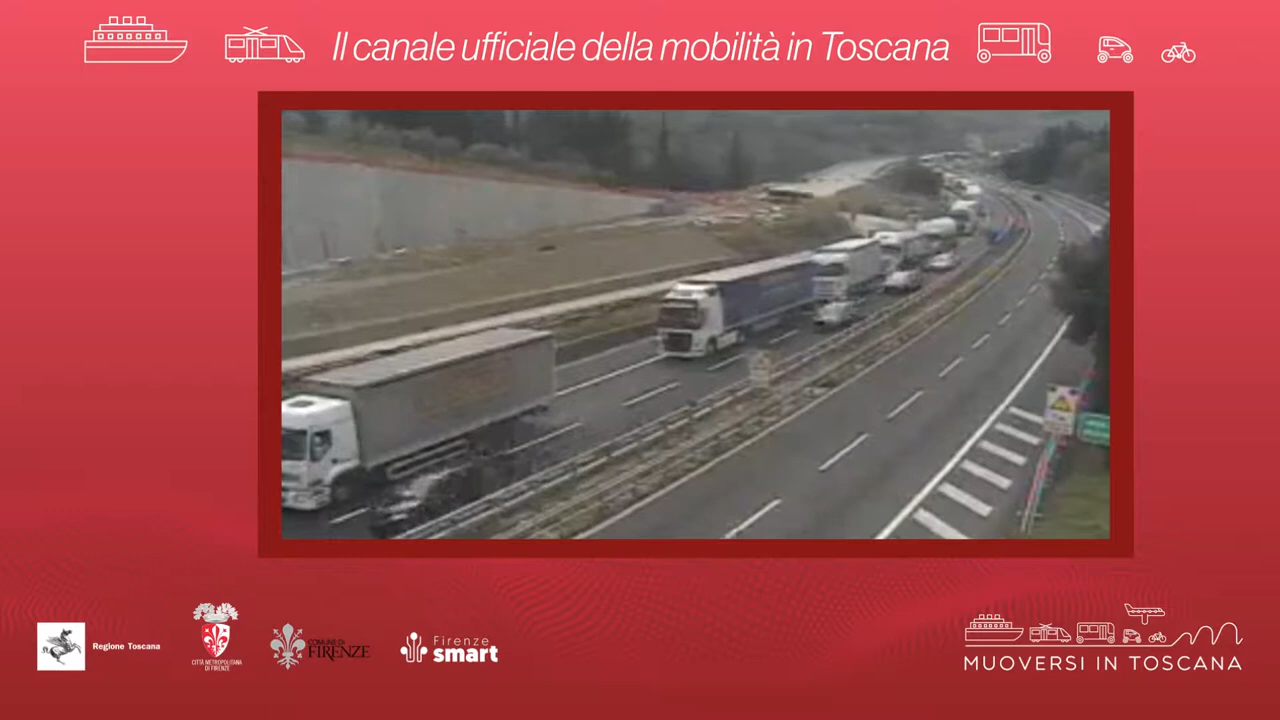 Il canale ufficiale della mobilità in Toscana
Regione Toscana
CITTÀ METROPOLITANA
DI FIRENZE
COMUNE DI
FIRENZE
Firenze
smart
MUOVERSI IN TOSCANA